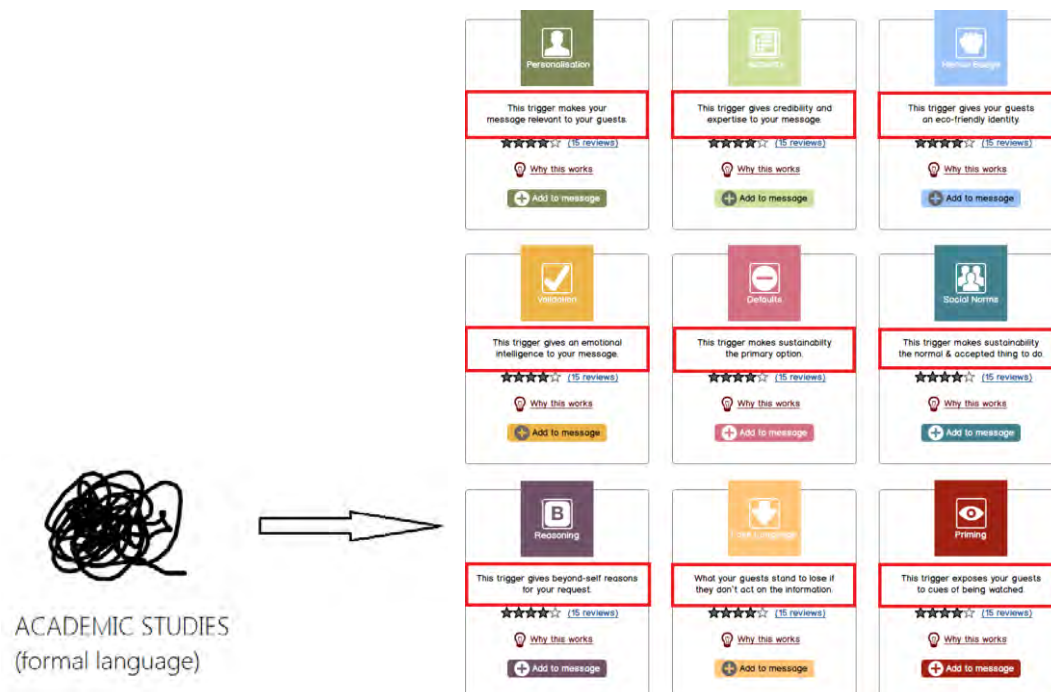 Personalisation
This trigger makes your
message relevant to your guests.
(15 reviews)
Why this works
Add to message
Authority
This trigger gives credibility and
expertise to your message.
(15 reviews)
Why this works
Add to message
This trigger gives your guests
an eco-friendly identity.
(15 reviews)
Why this works
Add to message
Validation
This trigger gives an emotional
intelligence to your message.
(15 reviews)
Why this works
Add to message
Defaults
This trigger makes sustainability
the primary option.
(15 reviews)
Why this works
Add to message
Social Norms
This trigger makes sustainability
the normal & accepted thing to do.
(15 reviews)
Why this works
Add to message
B
Reasoning
This trigger gives beyond-self reasons
for your request.
(15 reviews)
Why this works
Add to message
Loss Language
What your guests stand to lose if
they don't act on the information.
(15 reviews)
Why this works
Add to message
Priming
This trigger exposes your guests
to cues of being watched.
(15 reviews)
Why this works
Add to message
ACADEMIC STUDIES
(formal language)